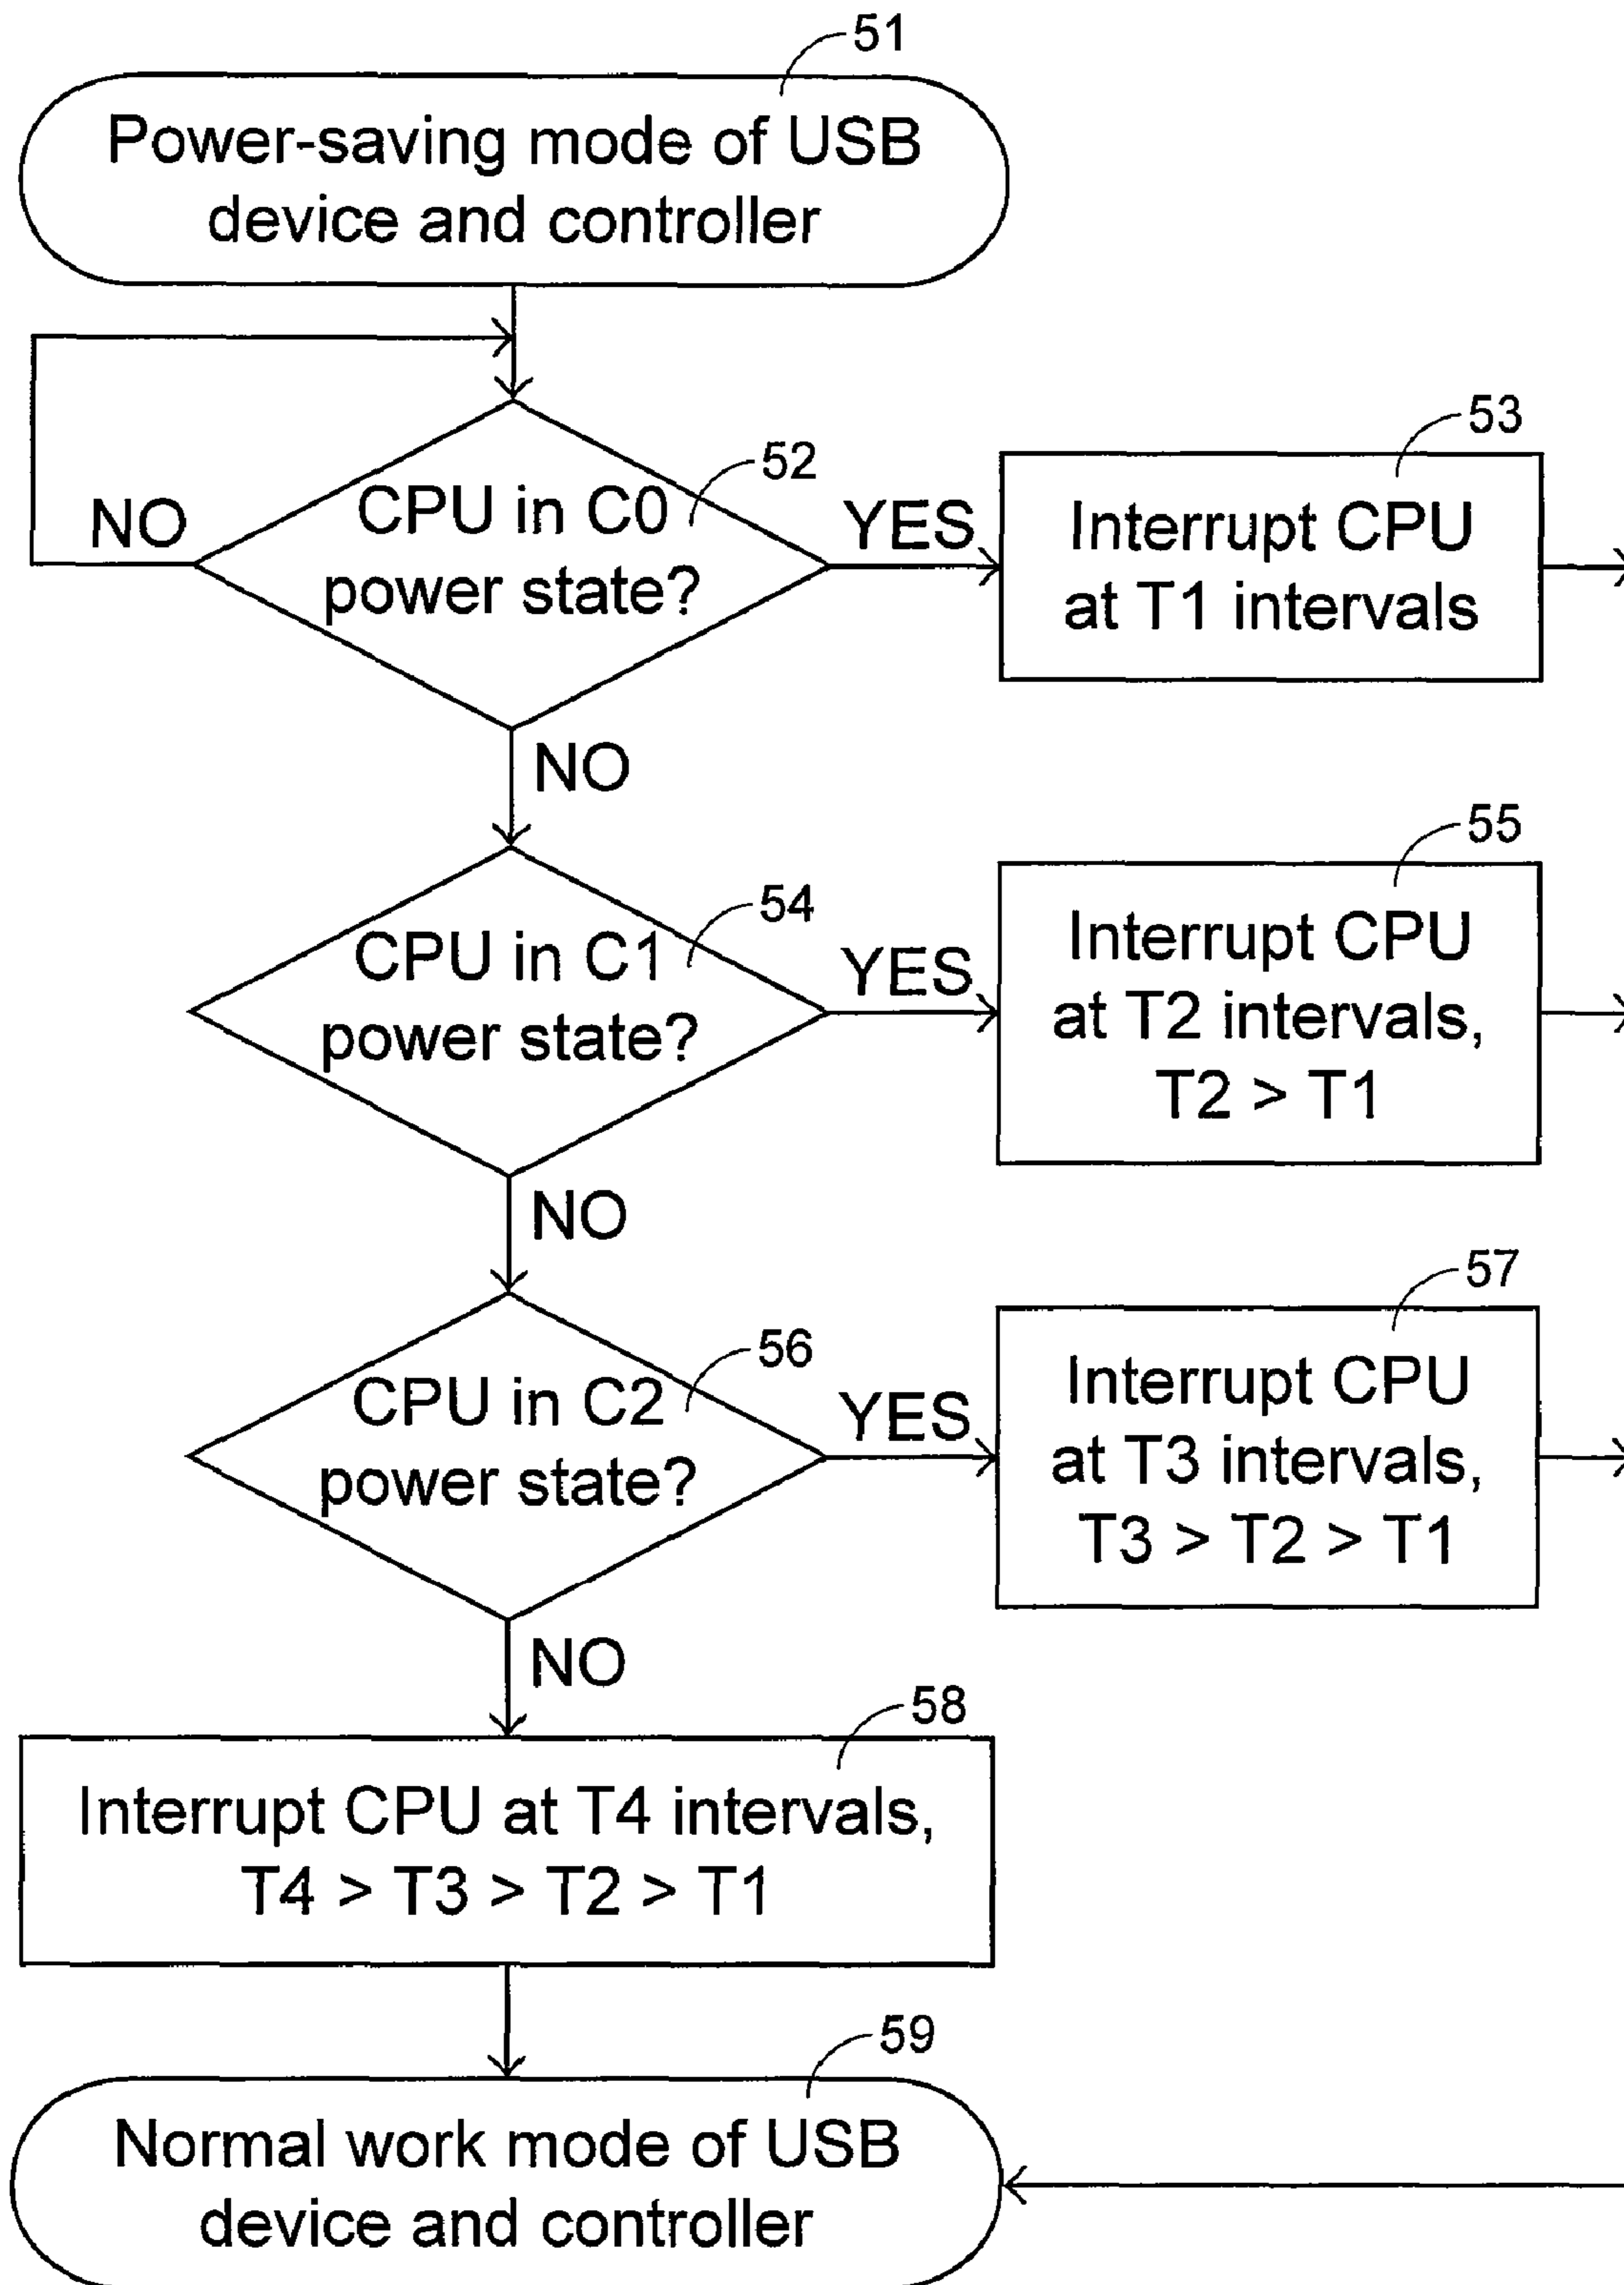 51
Power-saving mode of USB
device and controller
52
CPU in C0
power state?
NO
YES
53
Interrupt CPU
at T1 intervals
NO
54
CPU in C1
power state?
YES
55
Interrupt CPU
at T2 intervals,
T2 > T1
NO
56
CPU in C2
power state?
YES
57
Interrupt CPU
at T3 intervals,
T3 > T2 > T1
NO
58
Interrupt CPU at T4 intervals,
T4 > T3 > T2 > T1
59
Normal work mode of USB
device and controller